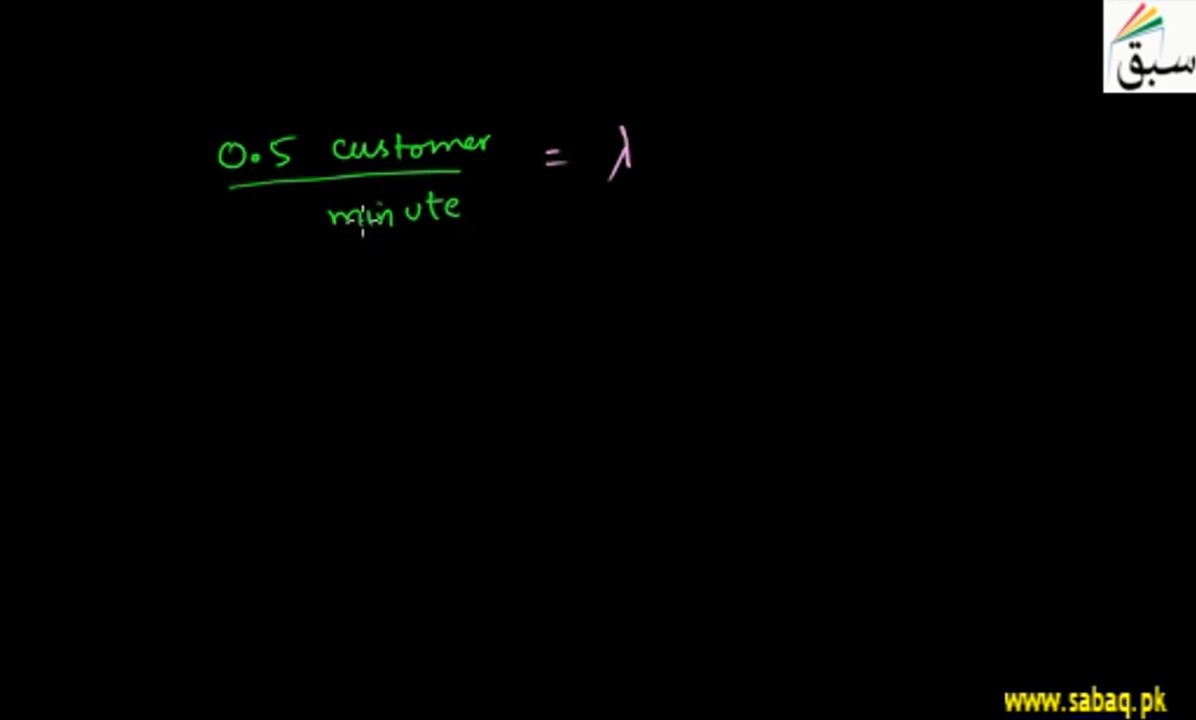 سبق
0.5 customer = λ
minute
www.sabaq.pk